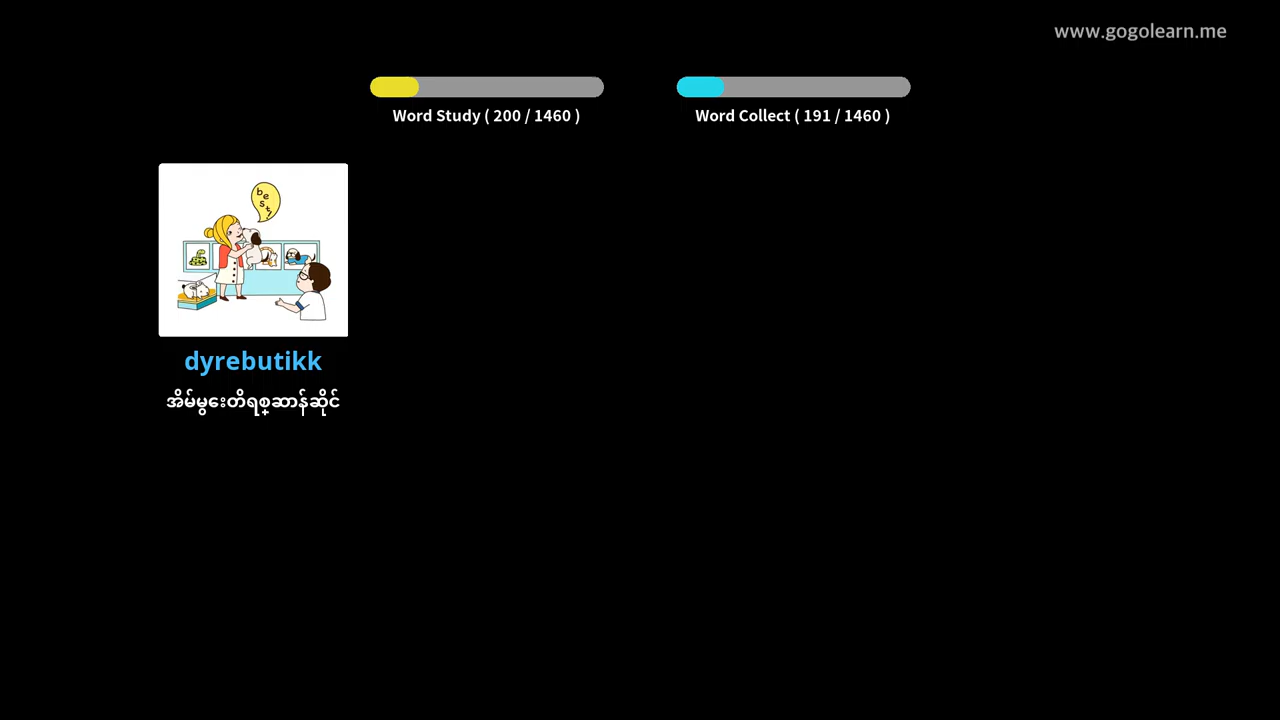 www.gogolearn.me
Word Study ( 200 / 1460 )
Word Collect ( 191 / 1460 )
b
e
s
t
dyrebutikk
အိမ်မွေးတိရစ္ဆာန်ဆိုင်